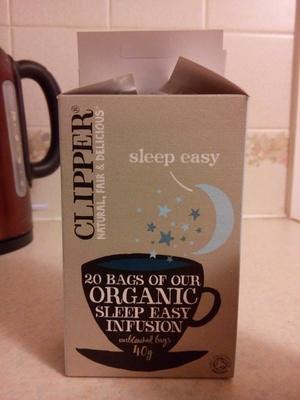 CLIPPER®
NATURAL, FAIR & DELICIOUS
sleep easy
20 BAGS OF OUR
ORGANIC
SLEEP EASY
INFUSION
unbleached bags
40g